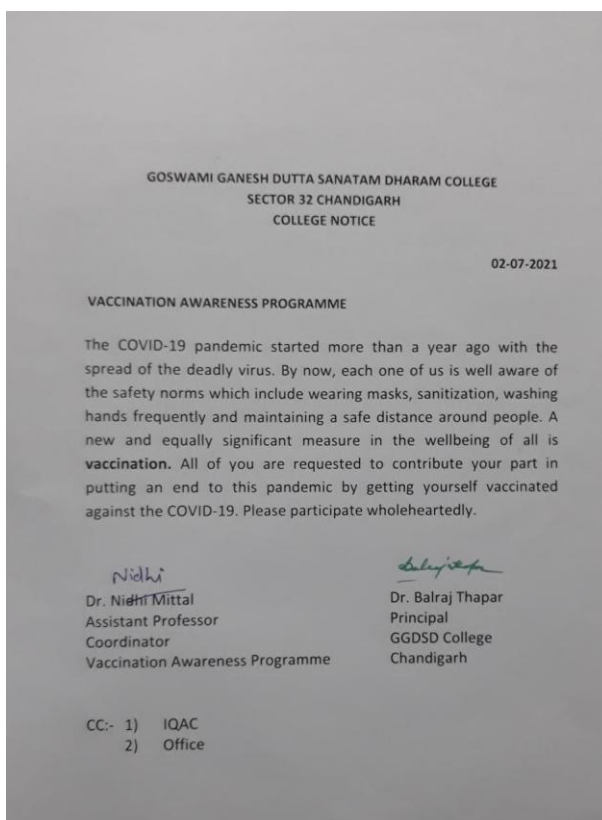 GOSWAMI GANESH DUTTA SANATAM DHARAM COLLEGE
SECTOR 32 CHANDIGARH
COLLEGE NOTICE
02-07-2021
VACCINATION AWARENESS PROGRAMME
The COVID-19 pandemic started more than a year ago with the
spread of the deadly virus. By now, each one of us is well aware of
the safety norms which include wearing masks, sanitization, washing
hands frequently and maintaining a safe distance around people. A
new and equally significant measure in the wellbeing of all is
vaccination. All of you are requested to contribute your part in
putting an end to this pandemic by getting yourself vaccinated
against the COVID-19. Please participate wholeheartedly.
Nidhi
Dr. Nidhi Mittal
Assistant Professor
Coordinator
Vaccination Awareness Programme
Dr. Balraj Thapar
Principal
GGDSD College
Chandigarh
CC:- 1) IQAC
2) Office